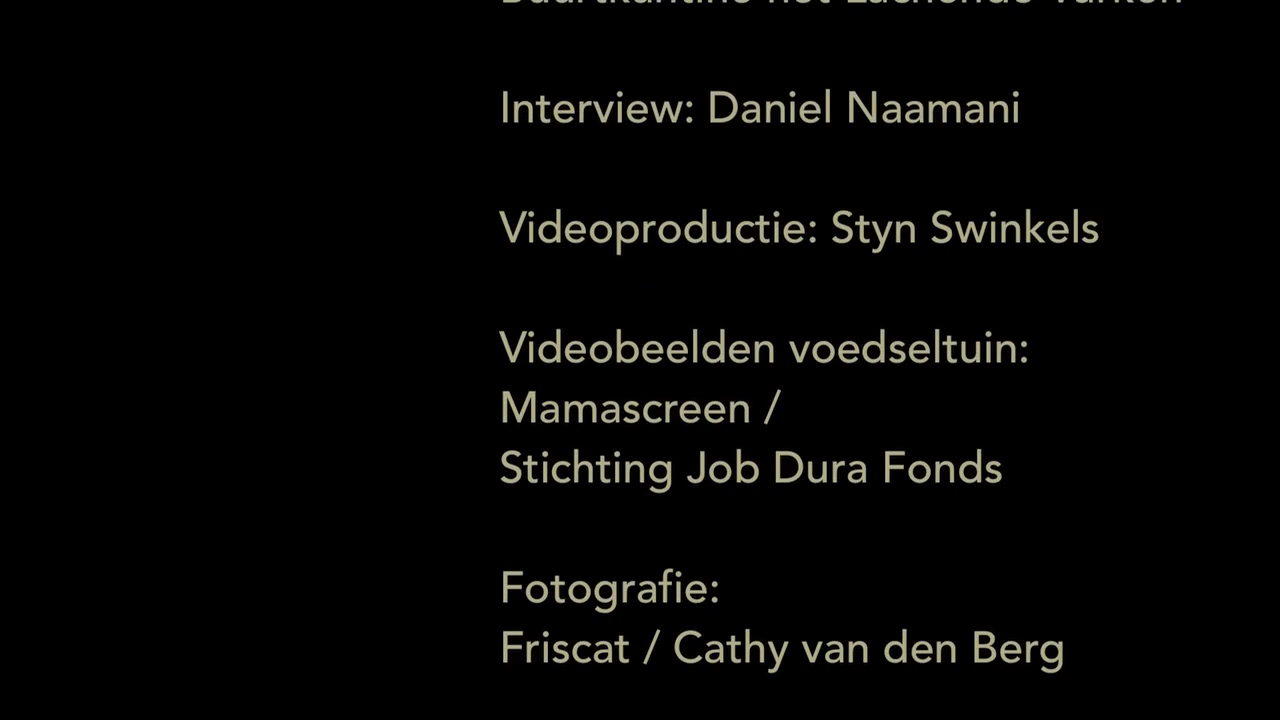 Interview: Daniel Naamani
Videoproductie: Styn Swinkels
Videobeelden voedseltuin:
Mamascreen /
Stichting Job Dura Fonds
Fotografie:
Friscat / Cathy van den Berg